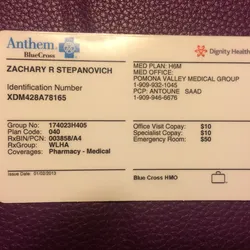 Anthem
BlueCross
Dignity Health
ZACHARY R STEPANOVICH
Identification Number
XDM428A78165
MED PLAN: H6M
MED OFFICE:
POMONA VALLEY MEDICAL GROUP
1-909-932-1045
PCP: ANTOUNE SAAD
1-909-946-6676
Group No: 174023H405
Plan Code: 040
RxBIN/PCN: 003858/A4
RxGroup: WLHA
Coverages: Pharmacy - Medical
Office Visit Copay: $10
Specialist Copay: $10
Emergency Room: $50
Issue Date: 01/02/2013
Blue Cross HMO